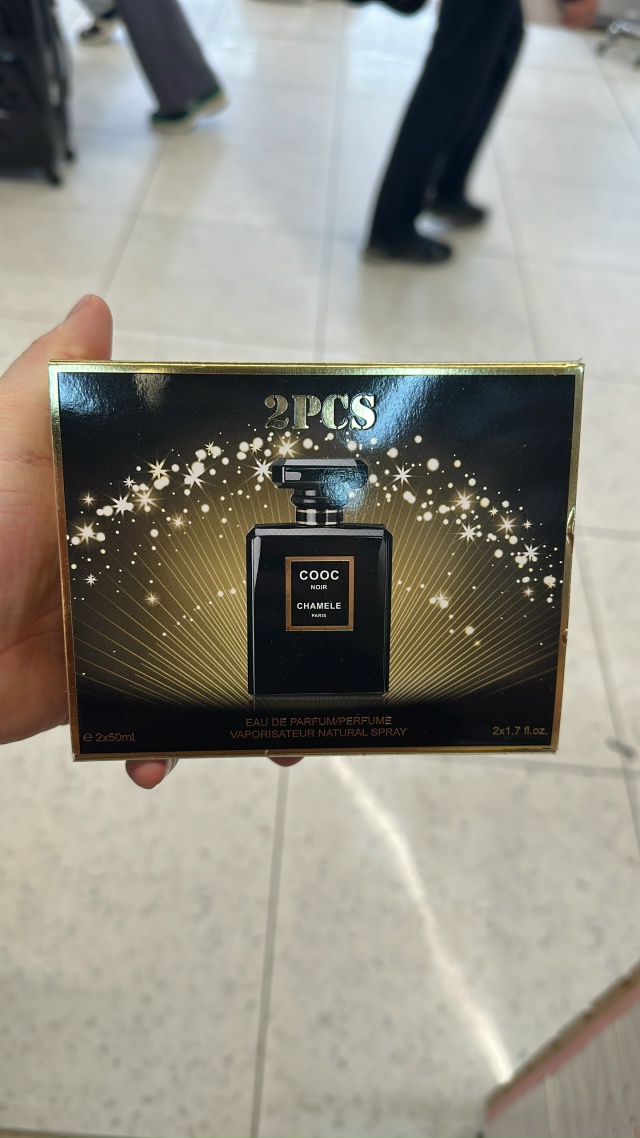 2PCS
COOC
NOIR
CHAMELE
PARIS
EAU DE PARFUM/PERFUME
VAPORISATEUR NATURAL SPRAY
e 2x50ml
2x1.7 fl.oz.